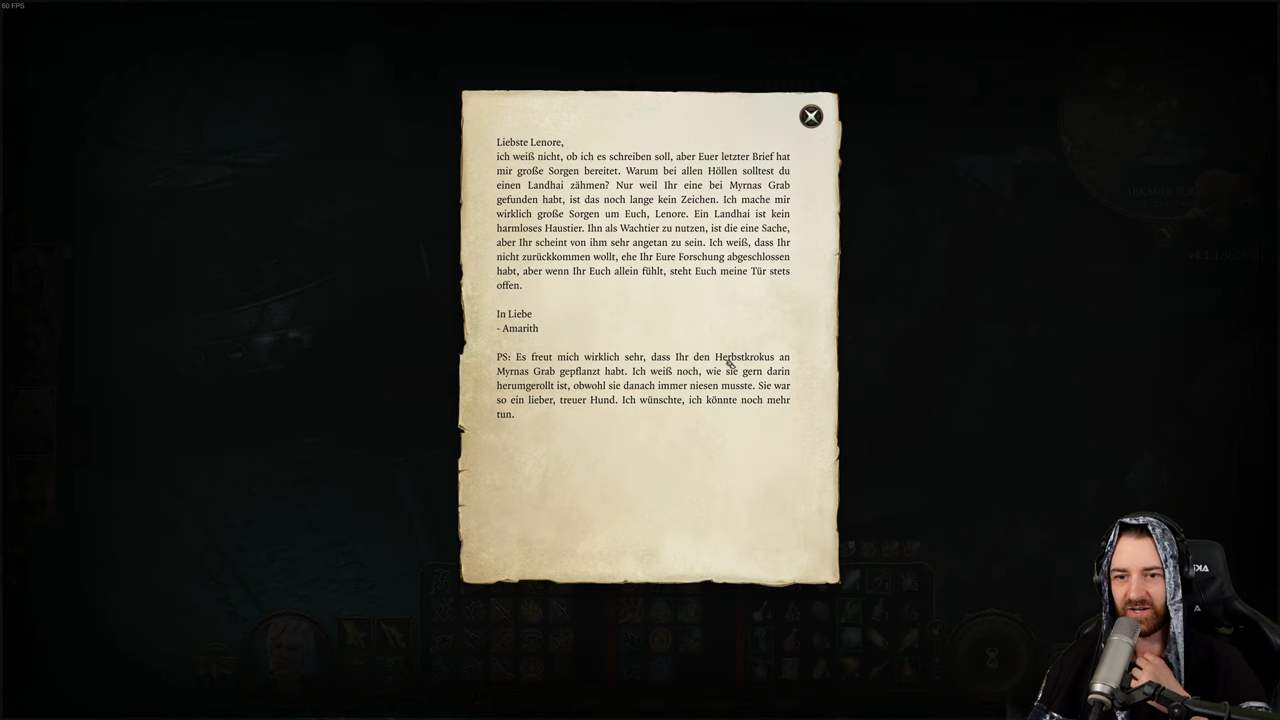 60 FPS
Liebste Lenore,
ich weiß nicht, ob ich es schreiben soll, aber Euer letzter Brief hat
mir große Sorgen bereitet. Warum bei allen Höllen solltest du
einen Landhai zähmen? Nur weil Ihr eine bei Myrnas Grab
gefunden habt, ist das noch lange kein Zeichen. Ich mache mir
wirklich große Sorgen um Euch, Lenore. Ein Landhai ist kein
harmloses Haustier. Ihn als Wachtier zu nutzen, ist die eine Sache,
aber Ihr scheint von ihm sehr angetan zu sein. Ich weiß, dass Ihr
nicht zurückkommen wollt, ehe Ihr Eure Forschung abgeschlossen
habt, aber wenn Ihr Euch allein fühlt, steht Euch meine Tür stets
offen.
In Liebe
- Amarith
PS: Es freut mich wirklich sehr, dass Ihr den Herbstkrokus an
Myrnas Grab gepflanzt habt. Ich weiß noch, wie sie gern darin
herumgerollt ist, obwohl sie danach immer niesen musste. Sie war
so ein lieber, treuer Hund. Ich wünschte, ich könnte noch mehr
tun.